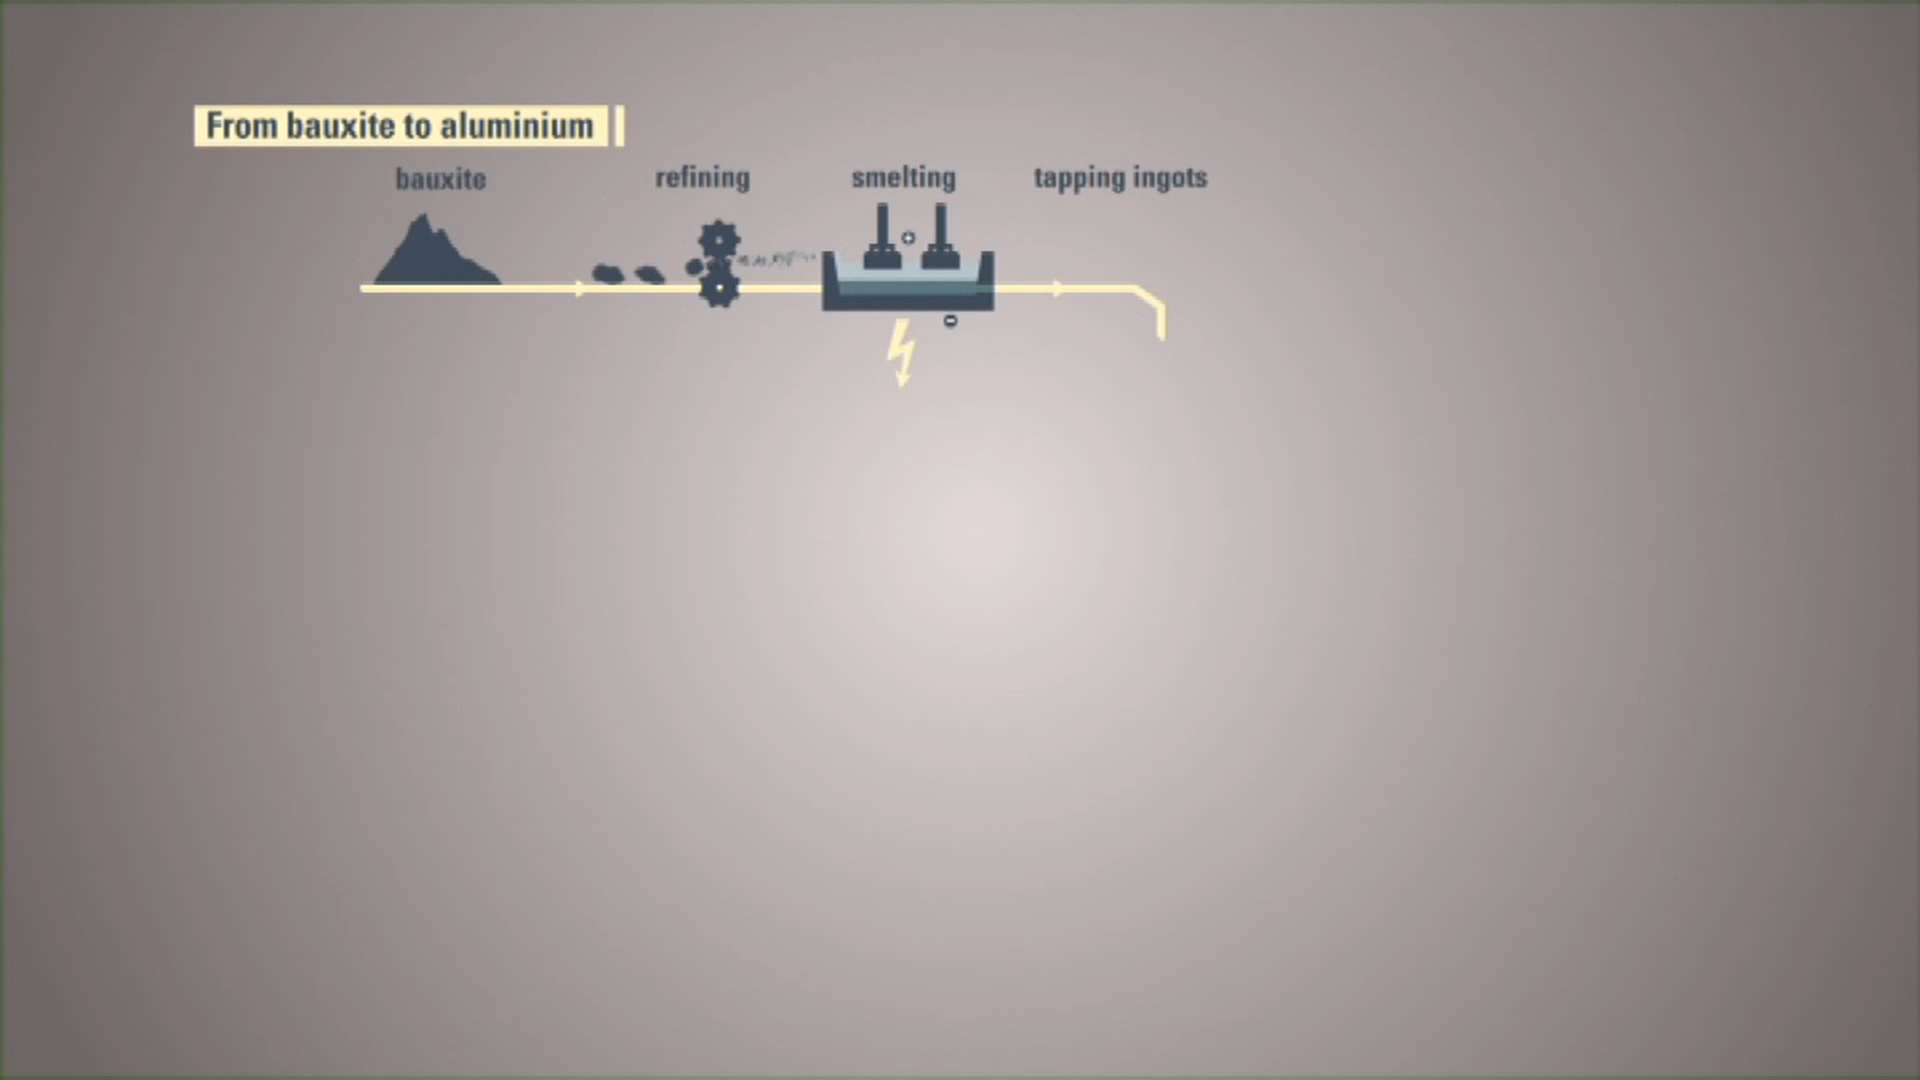 From bauxite to aluminium
bauxite
refining
smelting
tapping ingots